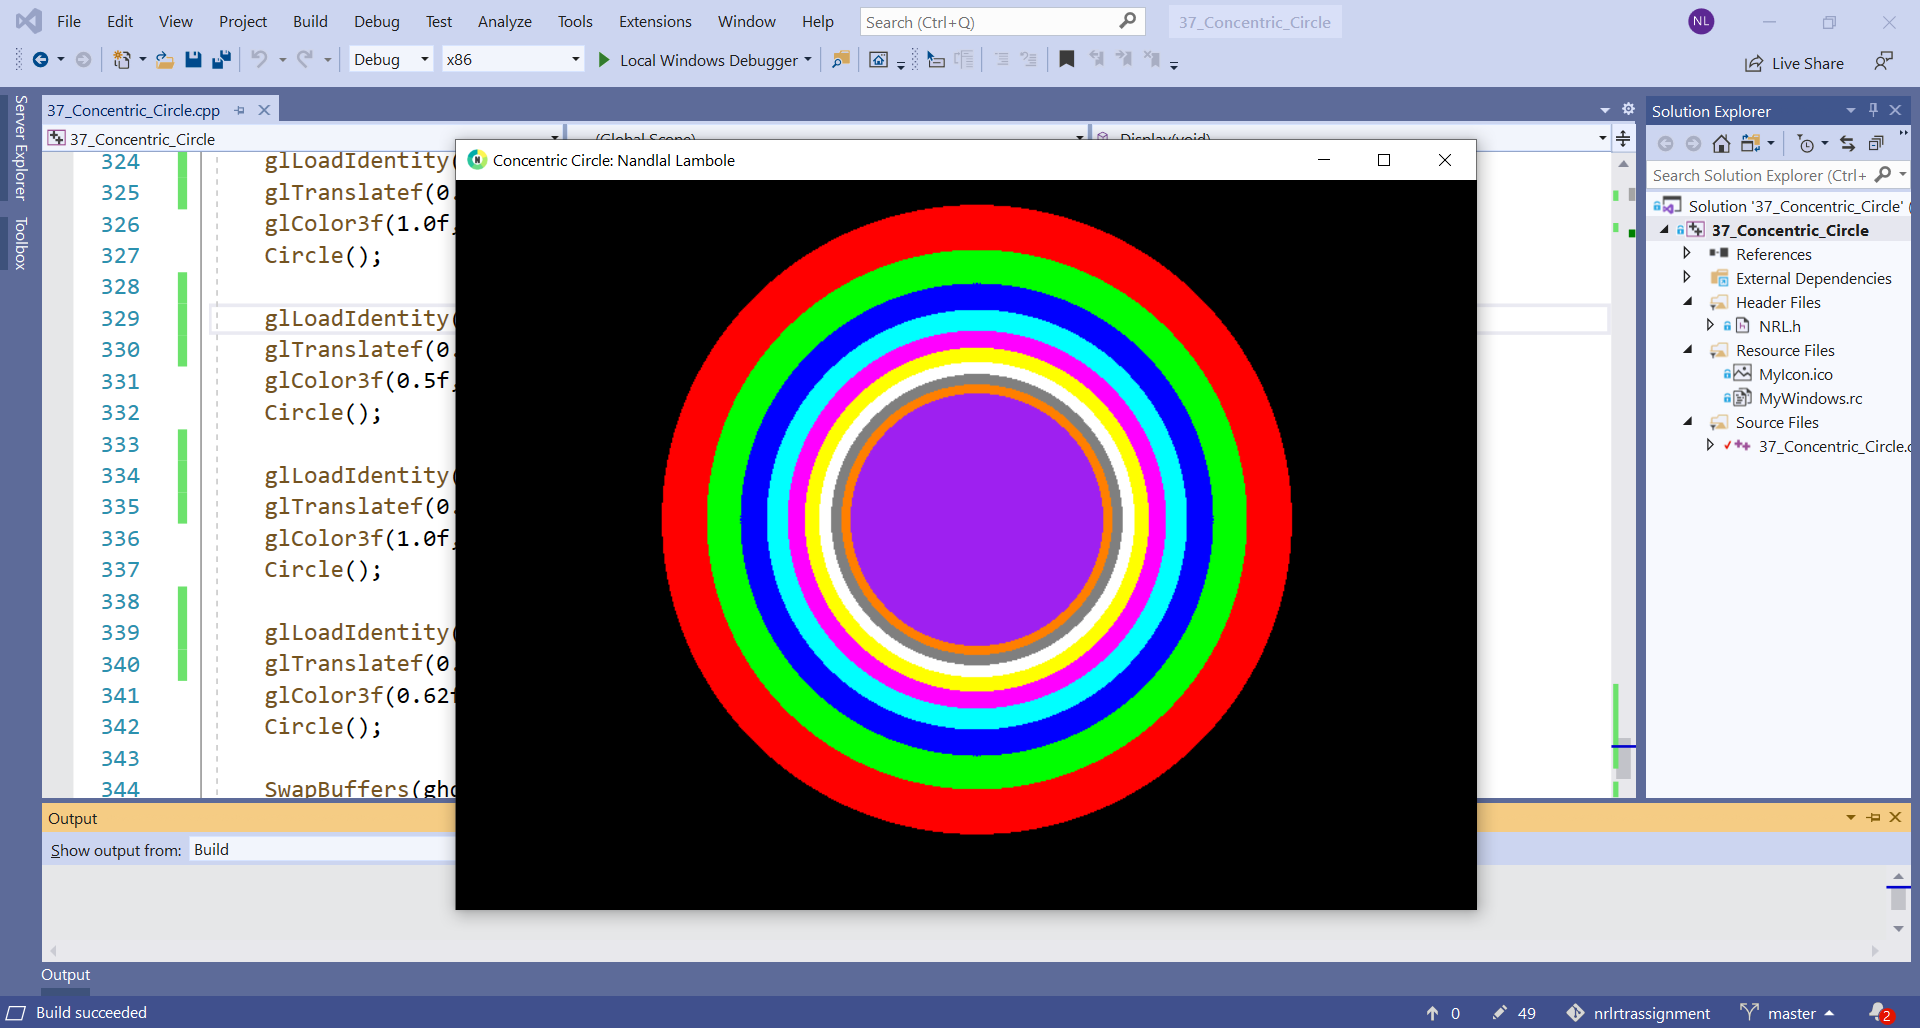 File Edit View Project Build Debug Test Analyze Tools Extensions Window Help Search (Ctrl+Q) 37_Concentric_Circle NL
Debug x86 Local Windows Debugger Live Share
Server Explorer
Toolbox
37_Concentric_Circle.cpp
37_Concentric_Circle (Global Scope) Display(void)
Concentric Circle: Nandlal Lambole
324 glLoadIdentity(
325 glTranslatef(0.
326 glColor3f(1.0f,
327 Circle();
328
329 glLoadIdentity(
330 glTranslatef(0.
331 glColor3f(0.5f,
332 Circle();
333
334 glLoadIdentity(
335 glTranslatef(0.
336 glColor3f(1.0f,
337 Circle();
338
339 glLoadIdentity(
340 glTranslatef(0.
341 glColor3f(0.62f
342 Circle();
343
344 SwapBuffers(ghd
Solution Explorer
Search Solution Explorer (Ctrl+
Solution '37_Concentric_Circle' (
37_Concentric_Circle
References
External Dependencies
Header Files
NRL.h
Resource Files
MyIcon.ico
MyWindows.rc
Source Files
37_Concentric_Circle.c
Output
Show output from: Build
Output
Build succeeded 0 49 nrlrtrassignment master 2